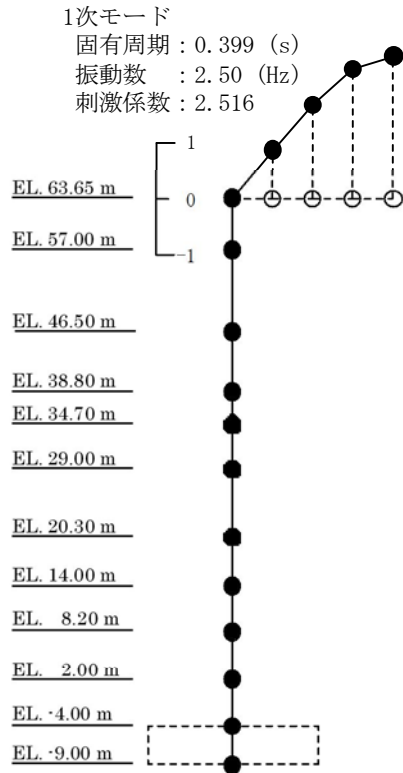 1次モード
固有周期：0.399 (s)
振動数　：2.50 (Hz)
刺激係数：2.516
1
0
-1
EL. 63.65 m
EL. 57.00 m
EL. 46.50 m
EL. 38.80 m
EL. 34.70 m
EL. 29.00 m
EL. 20.30 m
EL. 14.00 m
EL. 8.20 m
EL. 2.00 m
EL. -4.00 m
EL. -9.00 m